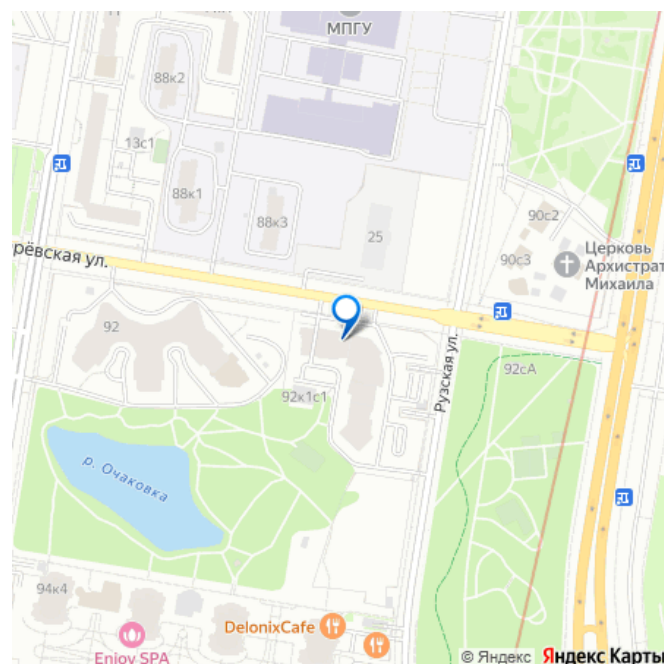 МПГУ
88к2
13с1
88к1
88к3
25
90с2
90с3
Церковь
Архистрат
Михаила
рёвская ул.
92
Рузская ул.
92сА
92к1с1
р. Очаковка
94к4
DelonixCafe
Enjoy SPA
© Яндекс Яндекс Карты